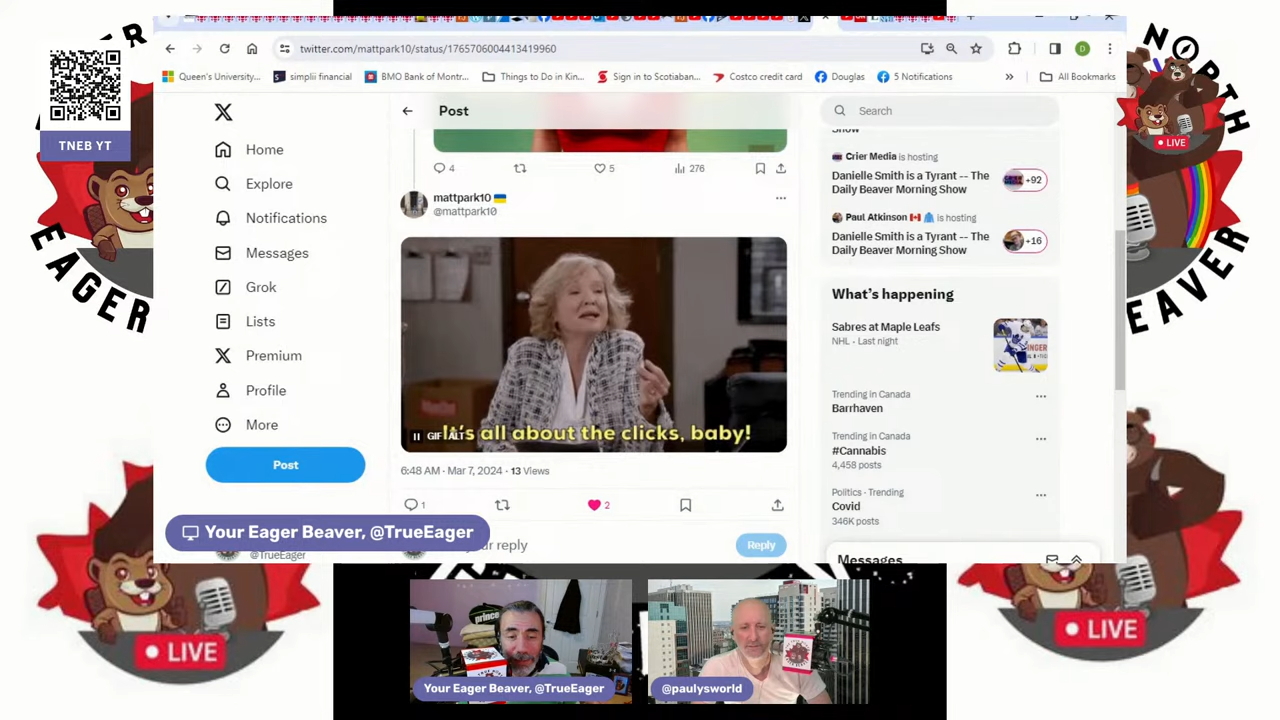 twitter.com/mattpark10/status/1765706004413419960
Queen's University...
simplii financial
BMO Bank of Montr...
Things to Do in Kin...
Sign in to Scotiaban...
Costco credit card
Douglas
5 Notifications
All Bookmarks
TNEB YT
Home
Explore
Notifications
Messages
Grok
Lists
Premium
Profile
More
Post
Post
4
5
276
mattpark10
@mattpark10
It's all about the clicks, baby!
GIF
ALT
6:48 AM · Mar 7, 2024 · 13 Views
1
2
Reply
Search
Show
Crier Media is hosting
Danielle Smith is a Tyrant -- The
Daily Beaver Morning Show
+92
Paul Atkinson is hosting
Danielle Smith is a Tyrant -- The
Daily Beaver Morning Show
+16
What's happening
Sabres at Maple Leafs
NHL · Last night
Trending in Canada
Barrhaven
Trending in Canada
#Cannabis
4,458 posts
Politics · Trending
Covid
346K posts
Messages
Your Eager Beaver, @TrueEager
@TrueEager
EAGER
NORTH
LIVE
LIVE
LIVE
prince
Your Eager Beaver, @TrueEager
@paulysworld